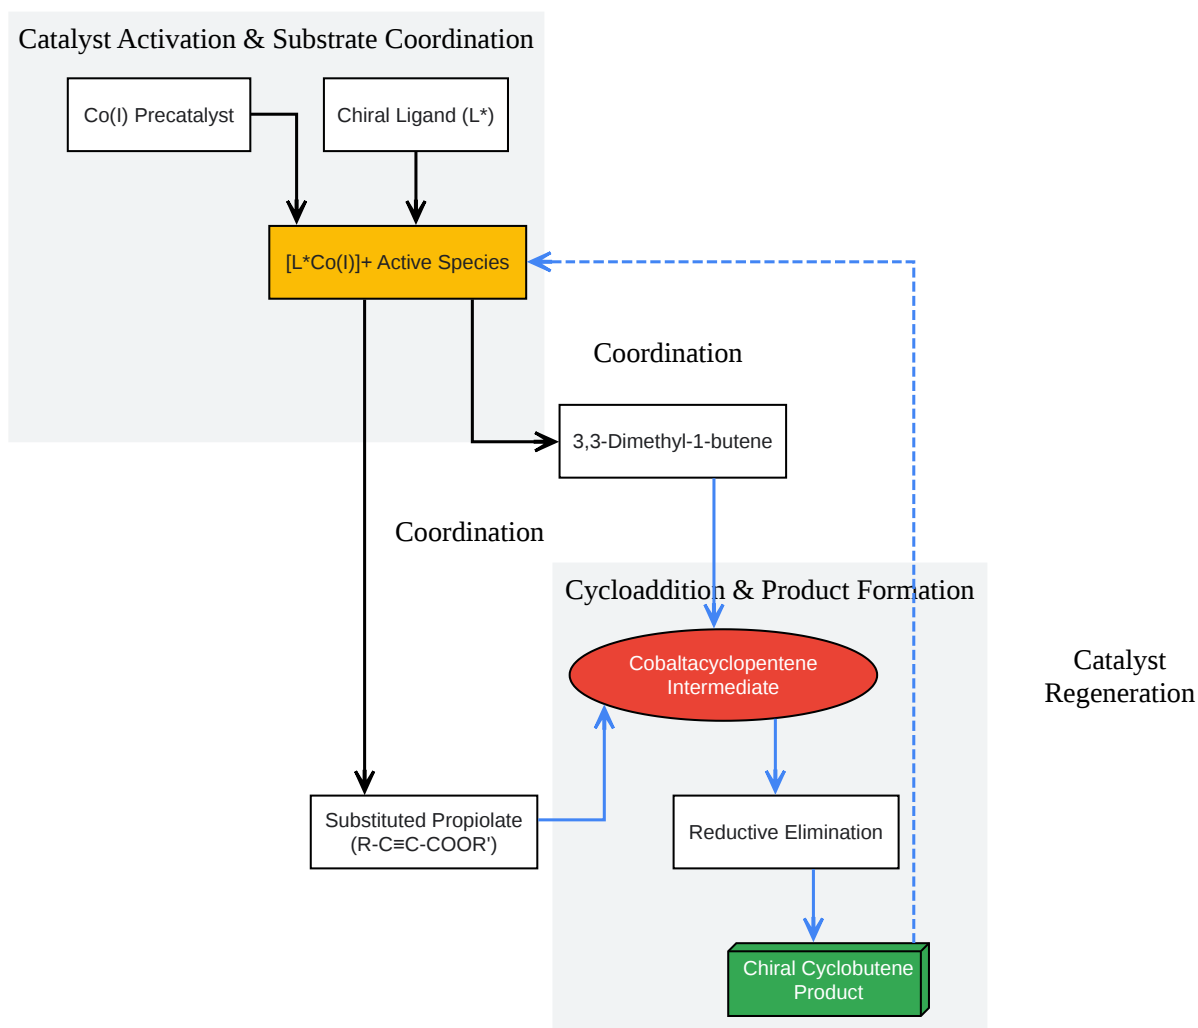 Catalyst Activation & Substrate Coordination
Co(I) Precatalyst
Chiral Ligand (L*)
[L*Co(I)]+ Active Species
Coordination
3,3-Dimethyl-1-butene
Coordination
Cycloaddition & Product Formation
Cobaltacyclopentene
Intermediate
Catalyst
Regeneration
Substituted Propiolate
(R-C≡C-COOR')
Reductive Elimination
Chiral Cyclobutene
Product